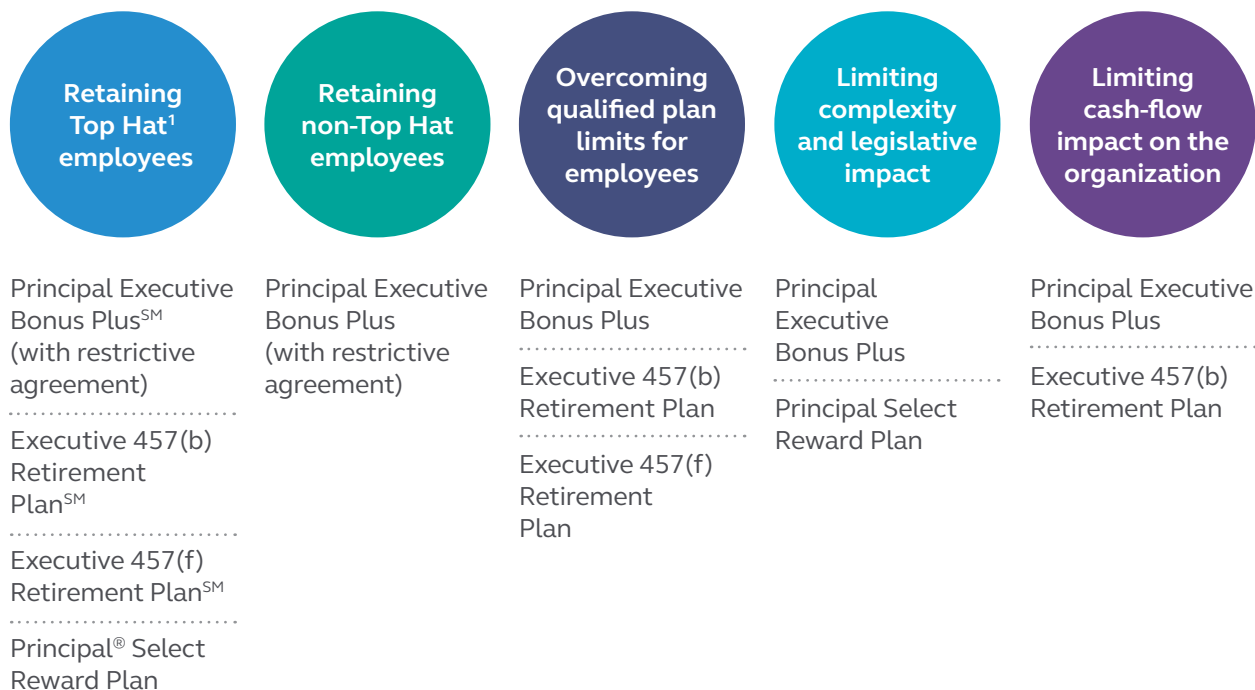 Retaining
Top Hat¹
employees
Principal Executive
Bonus Plus℠
(with restrictive
agreement)
Executive 457(b)
Retirement
Plan℠
Executive 457(f)
Retirement Plan℠
Principal® Select
Reward Plan
Retaining
non-Top Hat
employees
Principal Executive
Bonus Plus
(with restrictive
agreement)
Overcoming
qualified plan
limits for
employees
Principal Executive
Bonus Plus
Executive 457(b)
Retirement Plan
Executive 457(f)
Retirement
Plan
Limiting
complexity
and legislative
impact
Principal
Executive
Bonus Plus
Principal Select
Reward Plan
Limiting
cash-flow
impact on the
organization
Principal Executive
Bonus Plus
Executive 457(b)
Retirement Plan